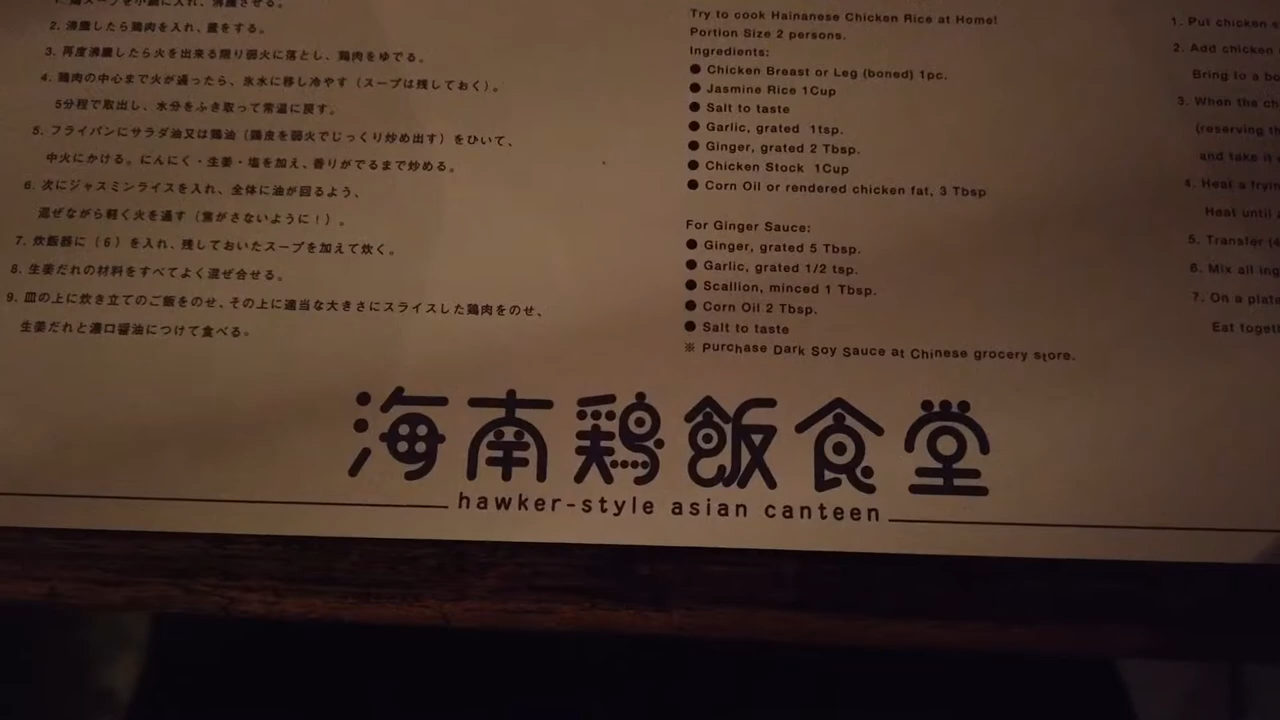 1. 鶏スープを小鍋に入れ、沸騰させる。
2. 沸騰したら鶏肉を入れ、蓋をする。
3. 再度沸騰したら火を出来る限り弱火に落とし、鶏肉をゆでる。
4. 鶏肉の中心まで火が通ったら、氷水に移し冷やす（スープは残しておく）。
5分程で取出し、水分をふき取って常温に戻す。
5. フライパンにサラダ油又は鶏油（鶏皮を弱火でじっくり炒め出す）をひいて、
中火にかける。にんにく・生姜・塩を加え、香りがでるまで炒める。
6. 次にジャスミンライスを入れ、全体に油が回るよう、
混ぜながら軽く火を通す（焦がさないように！）。
7. 炊飯器に（6）を入れ、残しておいたスープを加えて炊く。
8. 生姜だれの材料をすべてよく混ぜ合せる。
9. 皿の上に炊き立てのご飯をのせ、その上に適当な大きさにスライスした鶏肉をのせ、
生姜だれと濃口醤油につけて食べる。
Try to cook Hainanese Chicken Rice at Home!
Portion Size 2 persons.
Ingredients:
● Chicken Breast or Leg (boned) 1pc.
● Jasmine Rice 1Cup
● Salt to taste
● Garlic, grated 1tsp.
● Ginger, grated 2 Tbsp.
● Chicken Stock 1Cup
● Corn Oil or rendered chicken fat, 3 Tbsp
For Ginger Sauce:
● Ginger, grated 5 Tbsp.
● Garlic, grated 1/2 tsp.
● Scallion, minced 1 Tbsp.
● Corn Oil 2 Tbsp.
● Salt to taste
※ Purchase Dark Soy Sauce at Chinese grocery store.
1. Put chicken
2. Add chicken
Bring to a
3. When the
(reserving
and take it
4. Heat a
Heat until
5. Transfer
6. Mix all
7. On a plate
Eat
海南鶏飯食堂
hawker-style asian canteen